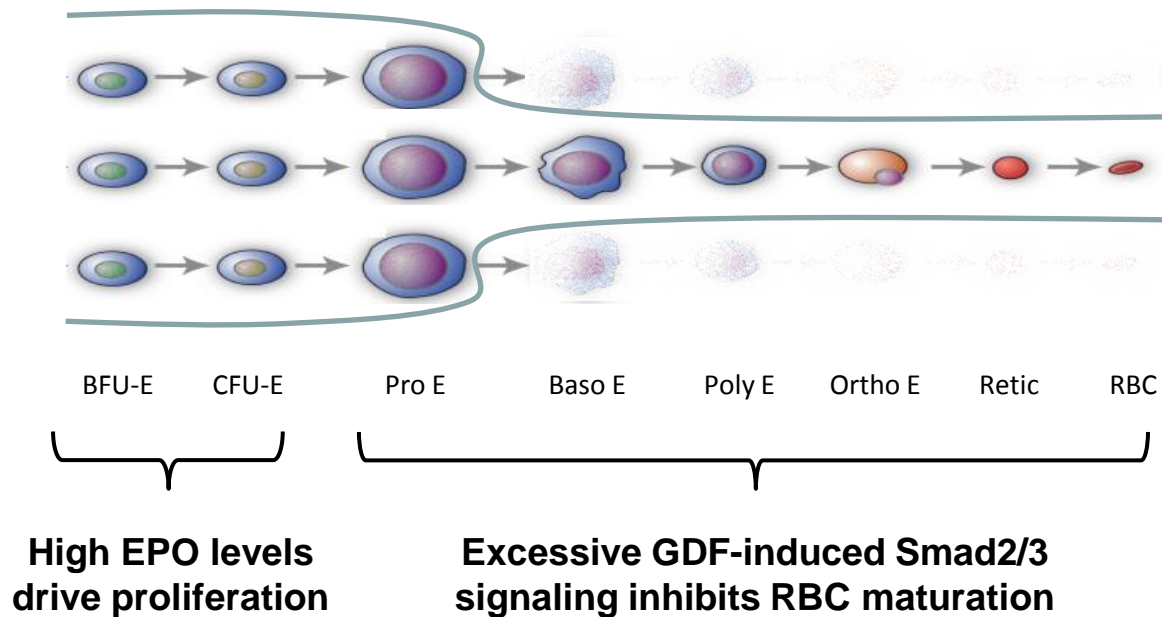 BFU-E CFU-E Pro E Baso E Poly E Ortho E Retic RBC
High EPO levels
drive proliferation
Excessive GDF-induced Smad2/3
signaling inhibits RBC maturation